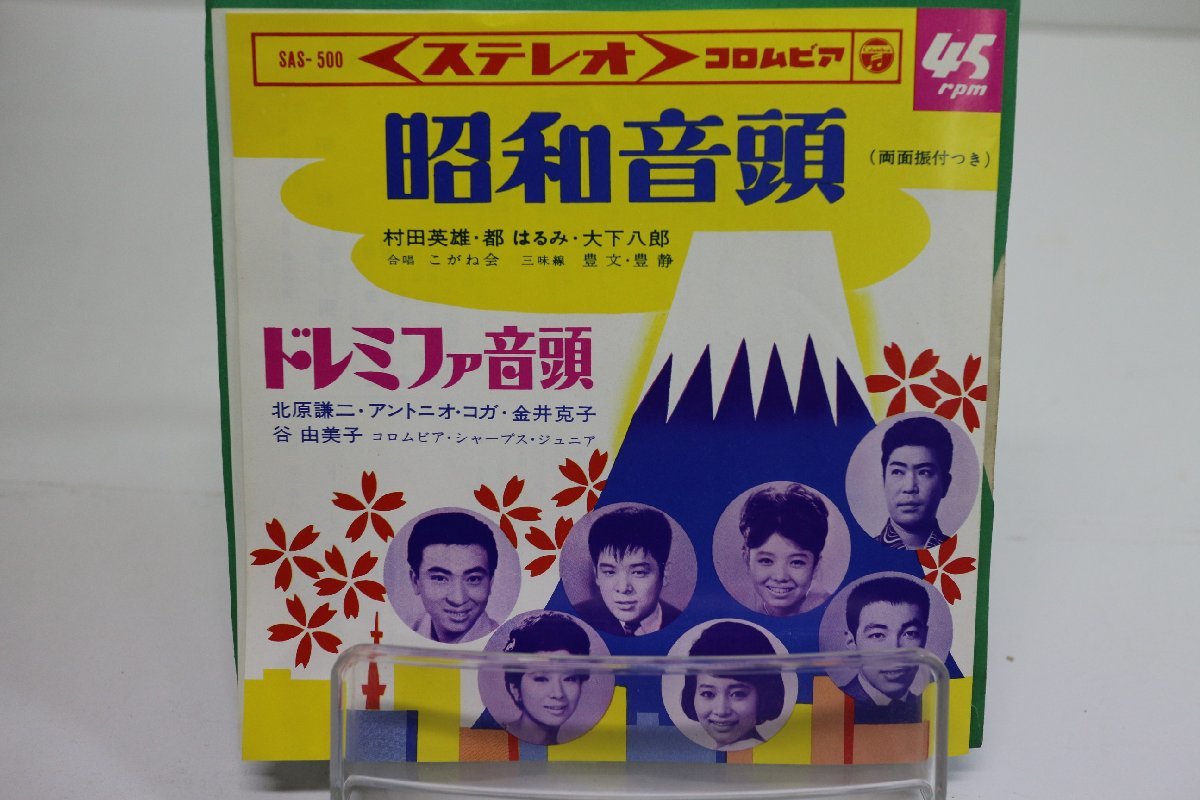 SAS-500 ステレオ コロムビア Columbia
45
rpm
昭和音頭
(両面振付つき)
村田英雄・都 はるみ・大下八郎
合唱 こがね会 三味線 豊文・豊静
ドレミファ音頭
北原謙二・アントニオ・コガ・金井克子
谷 由美子 コロムビア・シャープス・ジュニア